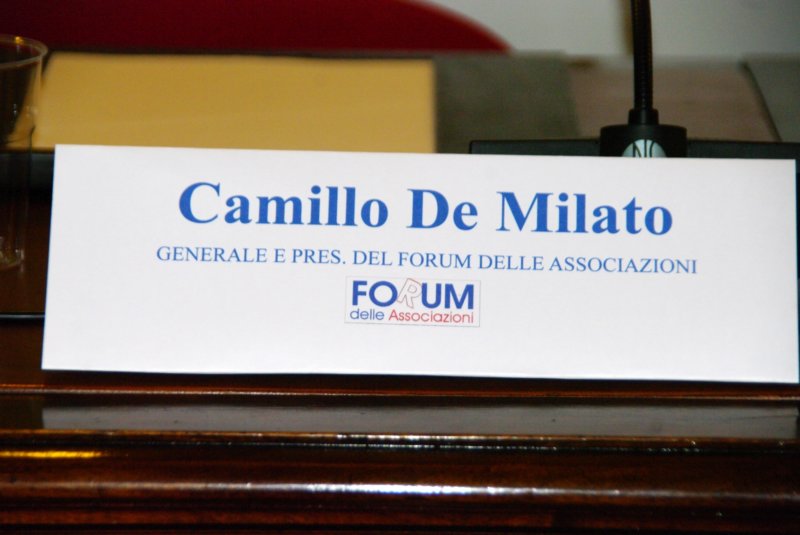 Camillo De Milato
GENERALE E PRES. DEL FORUM DELLE ASSOCIAZIONI
FORUM
delle Associazioni